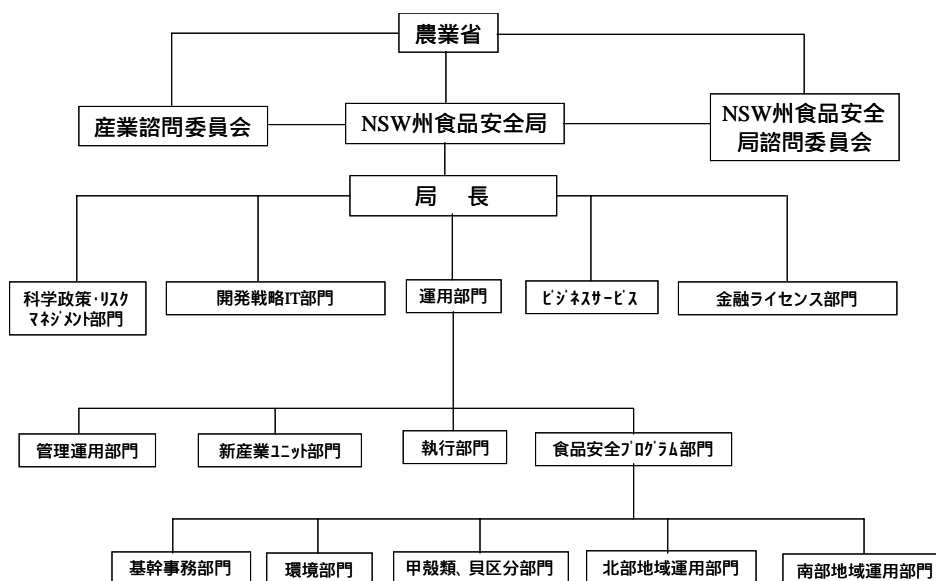 農業省
産業諮問委員会
NSW州食品安全局
NSW州食品安全
局諮問委員会
局 長
科学政策・ﾘｽｸ
ﾏﾈｼﾞﾒﾝﾄ部門
開発戦略IT部門
運用部門
ﾋﾞｼﾞﾈｽｻｰﾋﾞｽ
金融ライセンス部門
管理運用部門
新産業ﾕﾆｯﾄ部門
執行部門
食品安全ﾌﾟﾛｸﾞﾗﾑ部門
基幹事務部門
環境部門
甲殻類、貝区分部門
北部地域運用部門
南部地域運用部門